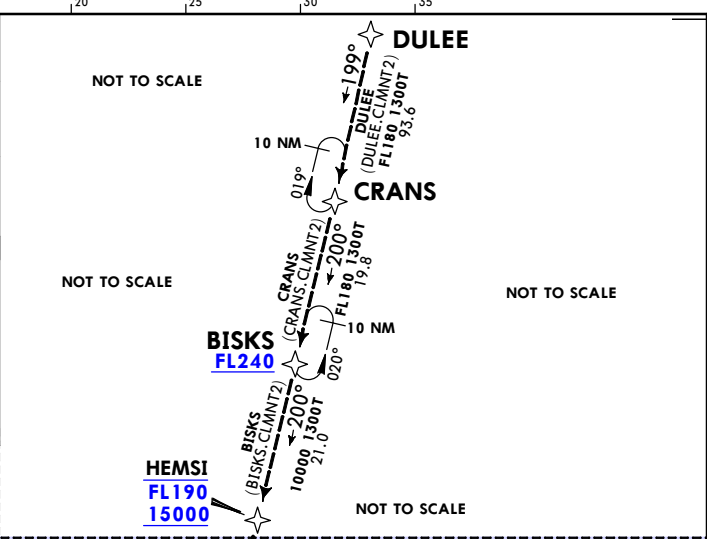 20 25 30 35
DULEE
NOT TO SCALE
199°
DULEE
(DULEE.CLMNT2)
FL180 1300T
93.6
10 NM
019°
CRANS
CRANS
(CRANS.CLMNT2)
200°
FL180 1300T
19.8
NOT TO SCALE
NOT TO SCALE
10 NM
020°
BISKS
FL240
BISKS
(BISKS.CLMNT2)
200°
10000 1300T
21.0
HEMSI
FL190
15000
NOT TO SCALE